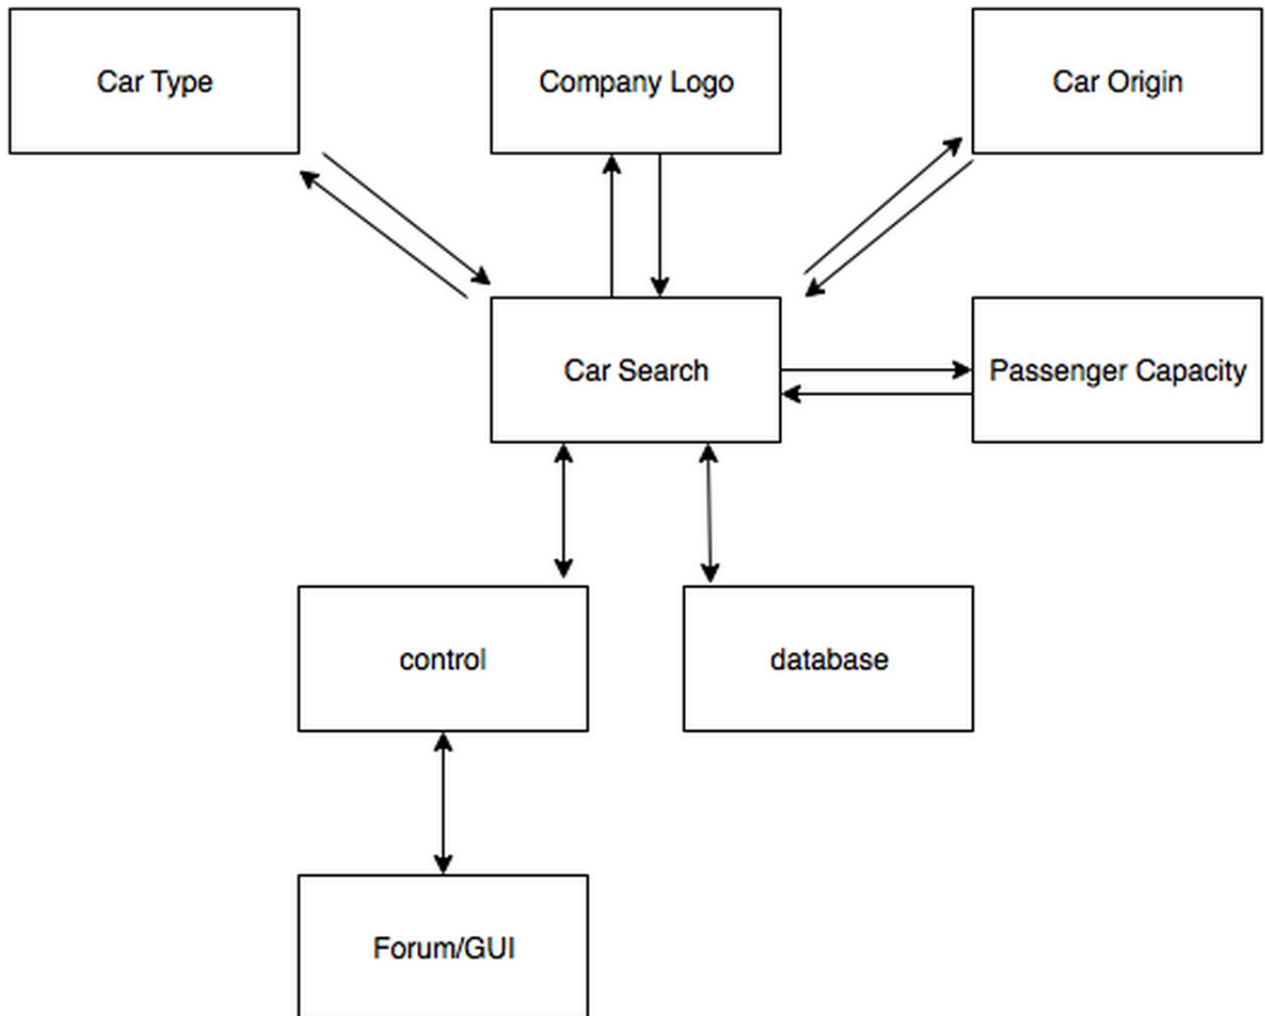 Car Type
Company Logo
Car Origin
Car Search
Passenger Capacity
control
database
Forum/GUI